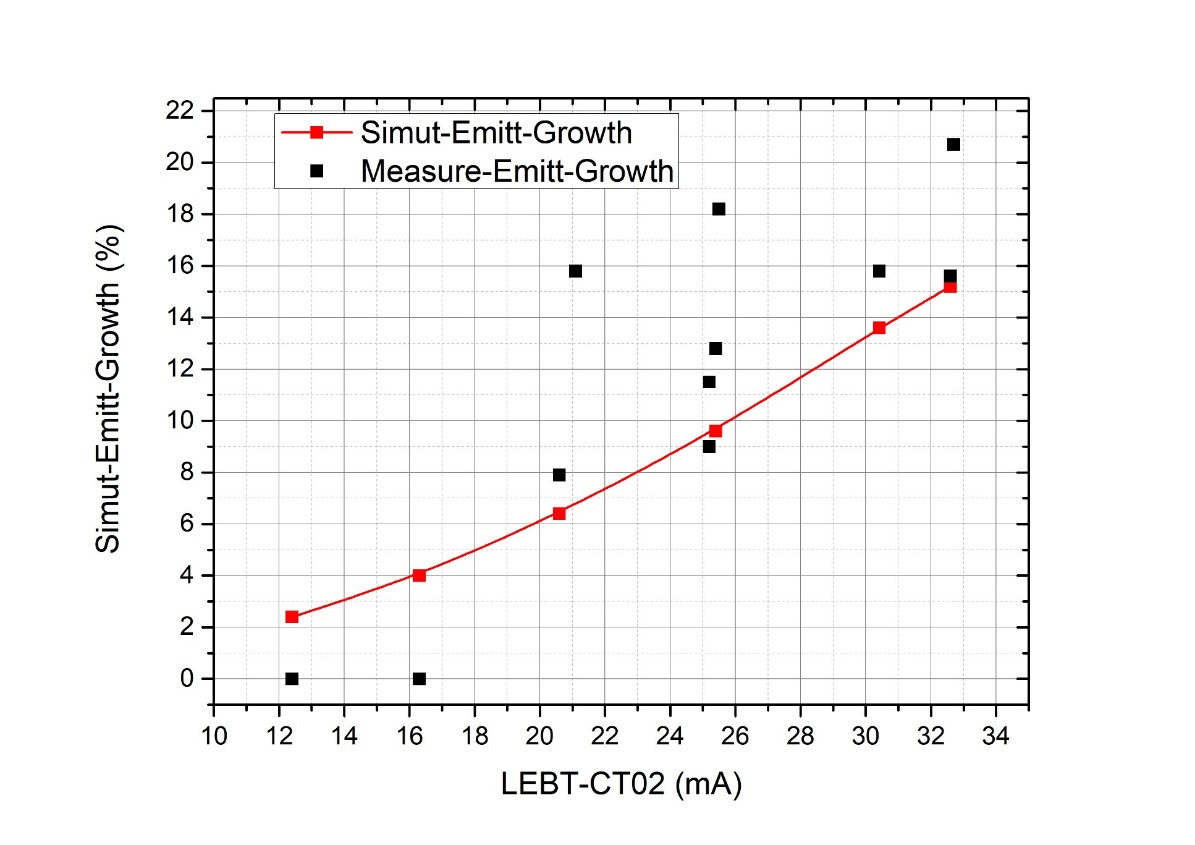 Simut-Emitt-Growth
Measure-Emitt-Growth
Simut-Emitt-Growth (%)
22
20
18
16
14
12
10
8
6
4
2
0
10 12 14 16 18 20 22 24 26 28 30 32 34
LEBT-CT02 (mA)